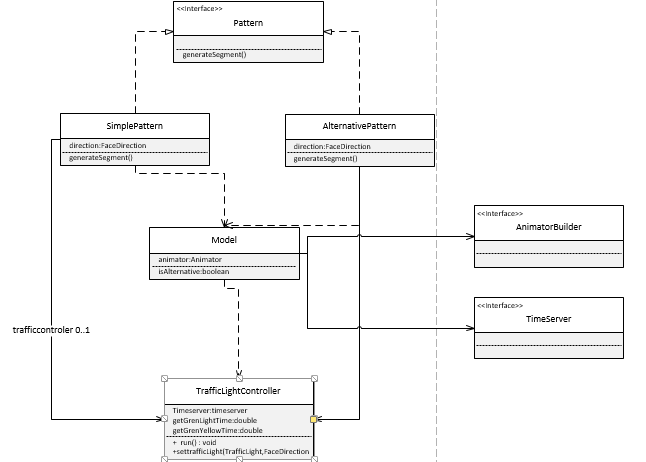 <<Interface>>
Pattern
generateSegment()
SimplePattern
direction:FaceDirection
generateSegment()
AlternativePattern
direction:FaceDirection
generateSegment()
<<Interface>>
AnimatorBuilder
Model
animator:Animator
isAlternative:boolean
<<Interface>>
TimeServer
trafficcontroler 0..1
TrafficLightController
Timeserver:timeserver
getGrenLightTime:double
getGrenYellowTime:double
+ run() : void
+settrafficLight(TrafficLight,FaceDirection